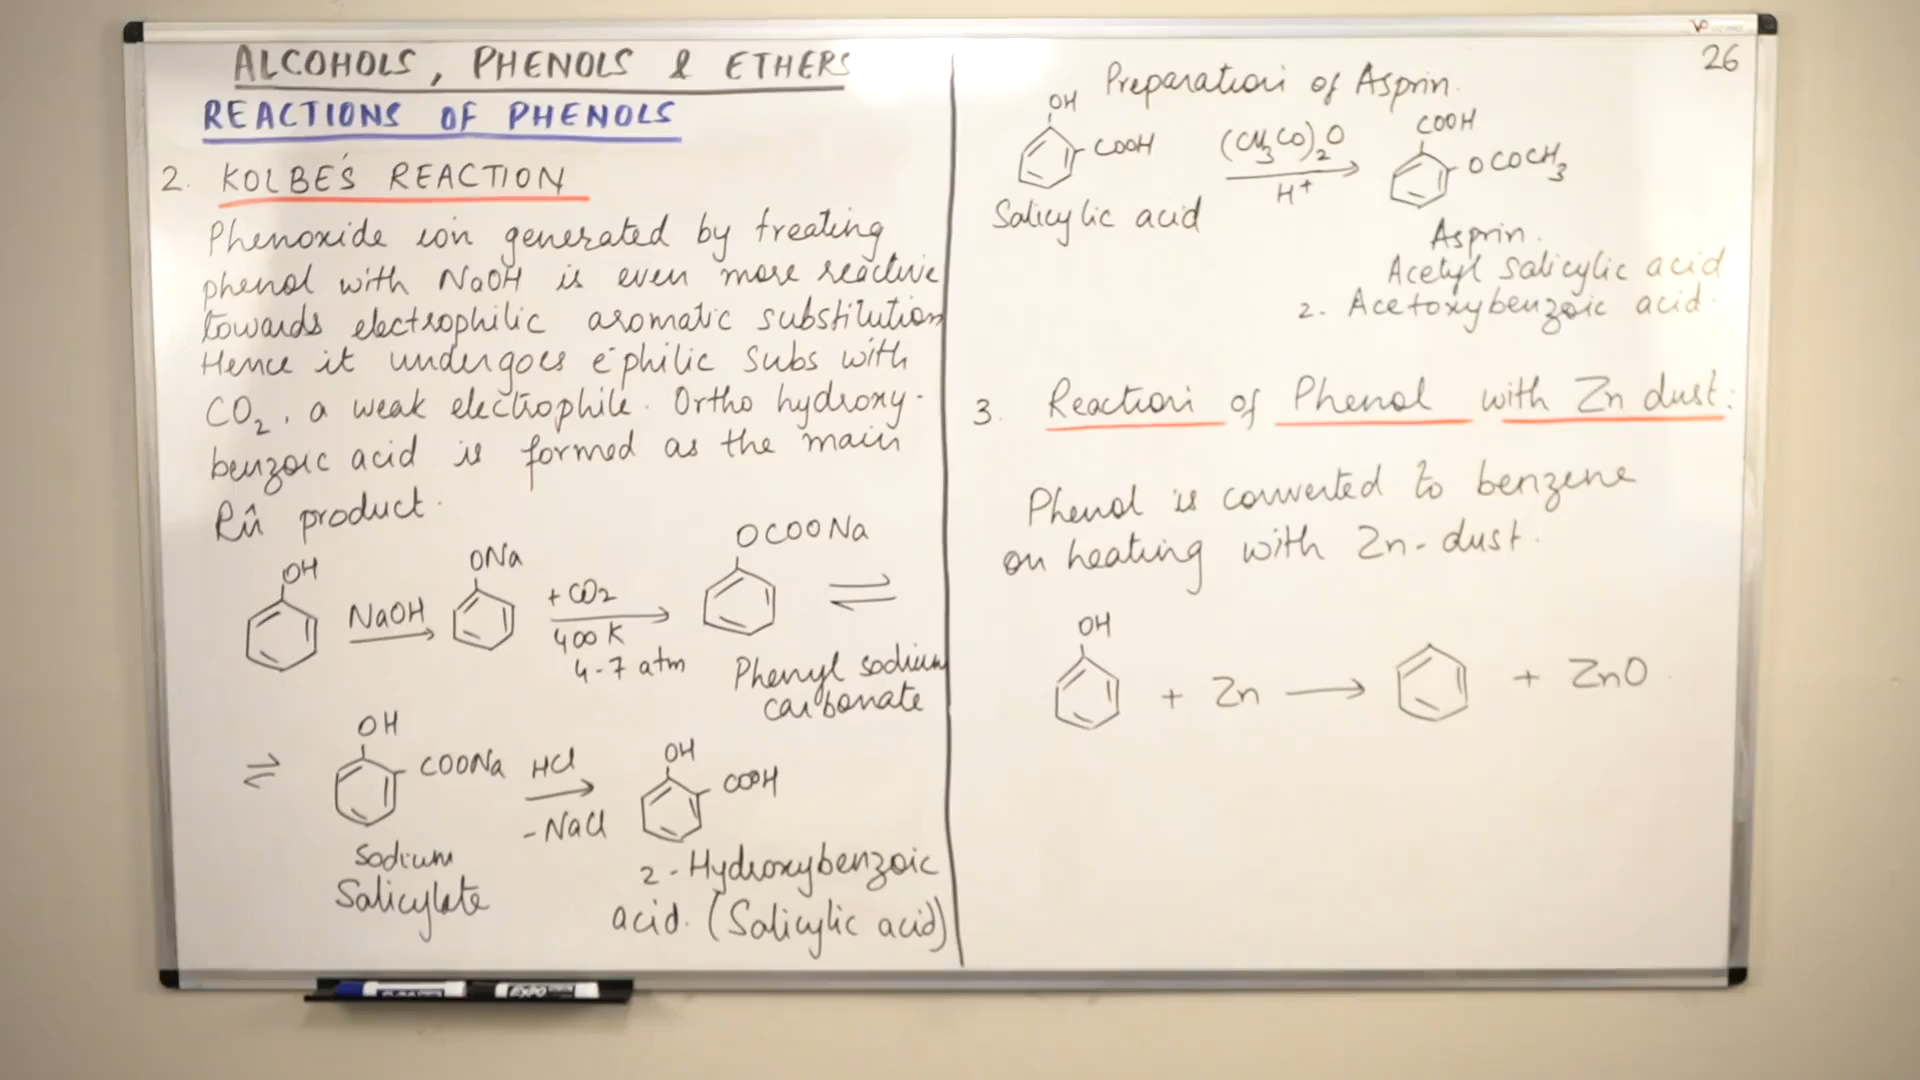 ALCOHOLS, PHENOLS & ETHERS
REACTIONS OF PHENOLS
2. KOLBE'S REACTION
Phenoxide ion generated by treating
phenol with NaOH is even more reactive
towards electrophilic aromatic substitution
Hence it undergoes e⁻philic subs with
CO₂, a weak electrophile. Ortho hydroxy-
benzoic acid is formed as the main
product.
OH
NaOH
ONa
+ CO₂
400 K
4-7 atm
OCOONa
⇌
Phenyl sodium
carbonate
⇌
OH
COONa
Sodium
Salicylate
HCl
- NaCl
OH
COOH
2-Hydroxybenzoic
acid. (Salicylic acid)
26
Preparation of Asprin.
OH
COOH
Salicylic acid
(CH₃CO)₂O
H⁺
COOH
OCOCH₃
Asprin.
Acetyl salicylic acid
2. Acetoxybenzoic acid.
3. Reaction of Phenol with Zn dust:
Phenol is converted to benzene
on heating with Zn-dust.
OH
+ Zn ⟶ + ZnO
EXPO